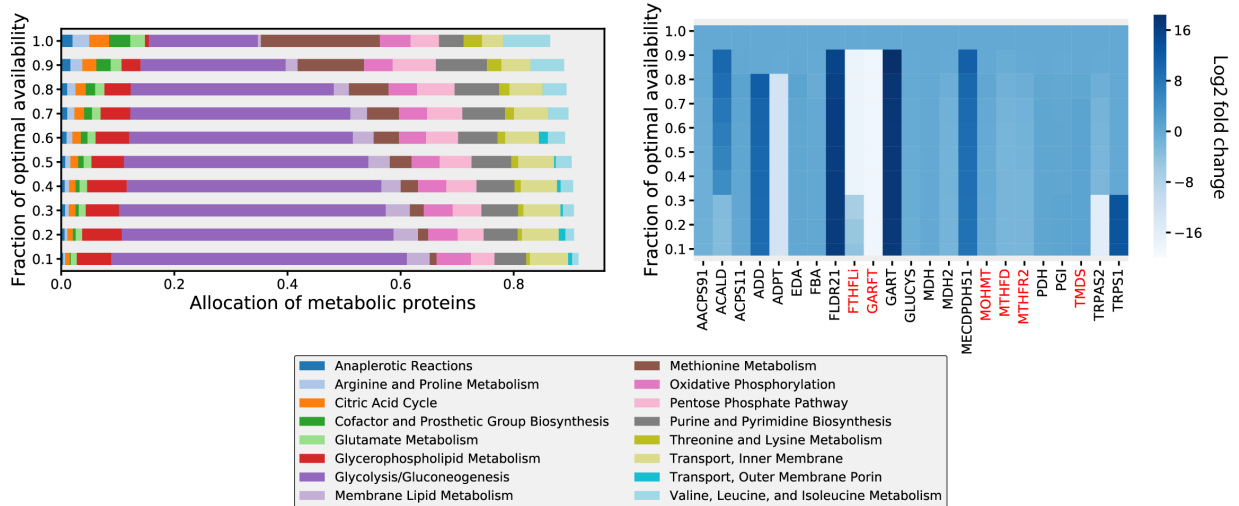 1.0
0.9
0.8
0.7
0.6
0.5
0.4
0.3
0.2
0.1
Fraction of optimal availability
0.0 0.2 0.4 0.6 0.8
Allocation of metabolic proteins
1.0
0.9
0.8
0.7
0.6
0.5
0.4
0.3
0.2
0.1
Fraction of optimal availability
AACPS91
ACALD
ACPS11
ADD
ADPT
EDA
FBA
FLDR21
FTHFLi
GARFT
GART
GLUCYS
MDH
MDH2
MECDPDH51
MOHMT
MTHFD
MTHFR2
PDH
PGI
TMDS
TRPAS2
TRPS1
16
8
0
−8
−16
Log2 fold change
Anaplerotic Reactions
Arginine and Proline Metabolism
Citric Acid Cycle
Cofactor and Prosthetic Group Biosynthesis
Glutamate Metabolism
Glycerophospholipid Metabolism
Glycolysis/Gluconeogenesis
Membrane Lipid Metabolism
Methionine Metabolism
Oxidative Phosphorylation
Pentose Phosphate Pathway
Purine and Pyrimidine Biosynthesis
Threonine and Lysine Metabolism
Transport, Inner Membrane
Transport, Outer Membrane Porin
Valine, Leucine, and Isoleucine Metabolism